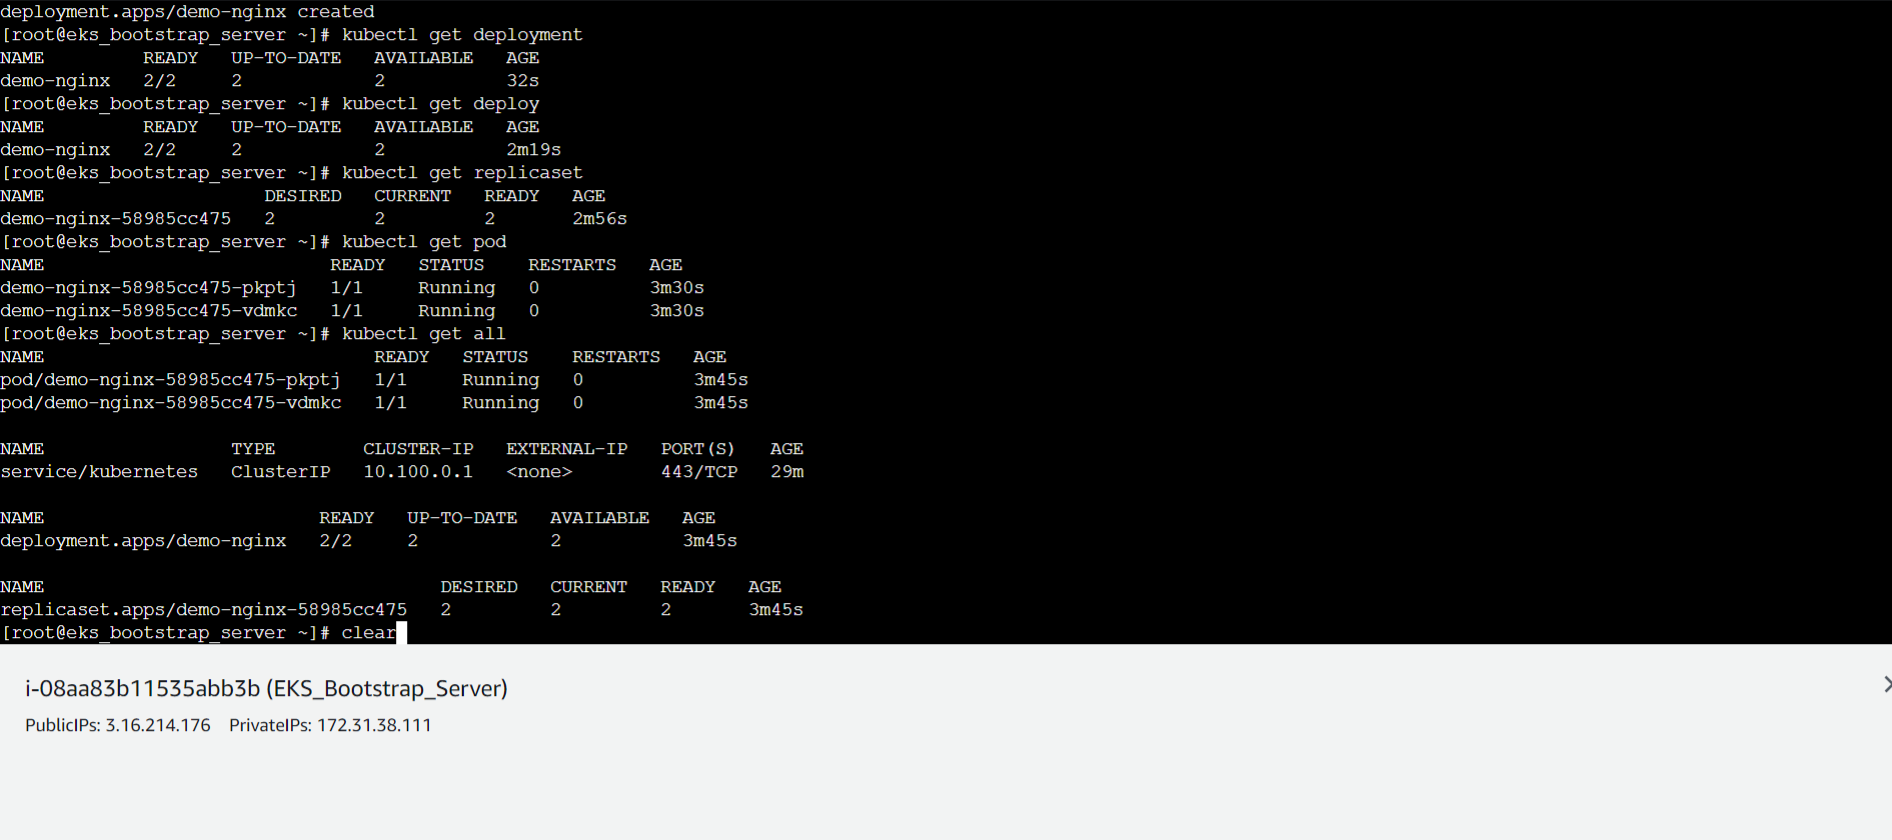 deployment.apps/demo-nginx created
[root@eks_bootstrap_server ~]# kubectl get deployment
NAME         READY   UP-TO-DATE   AVAILABLE   AGE
demo-nginx   2/2     2            2           32s
[root@eks_bootstrap_server ~]# kubectl get deploy
NAME         READY   UP-TO-DATE   AVAILABLE   AGE
demo-nginx   2/2     2            2           2m19s
[root@eks_bootstrap_server ~]# kubectl get replicaset
NAME                    DESIRED   CURRENT   READY   AGE
demo-nginx-58985cc475   2         2         2       2m56s
[root@eks_bootstrap_server ~]# kubectl get pod
NAME                          READY   STATUS    RESTARTS   AGE
demo-nginx-58985cc475-pkptj   1/1     Running   0          3m30s
demo-nginx-58985cc475-vdmkc   1/1     Running   0          3m30s
[root@eks_bootstrap_server ~]# kubectl get all
NAME                              READY   STATUS    RESTARTS   AGE
pod/demo-nginx-58985cc475-pkptj   1/1     Running   0          3m45s
pod/demo-nginx-58985cc475-vdmkc   1/1     Running   0          3m45s
NAME                 TYPE        CLUSTER-IP   EXTERNAL-IP   PORT(S)   AGE
service/kubernetes   ClusterIP   10.100.0.1   <none>        443/TCP   29m
NAME                         READY   UP-TO-DATE   AVAILABLE   AGE
deployment.apps/demo-nginx   2/2     2            2           3m45s
NAME                                    DESIRED   CURRENT   READY   AGE
replicaset.apps/demo-nginx-58985cc475   2         2         2       3m45s
[root@eks_bootstrap_server ~]# clear
i-08aa83b11535abb3b (EKS_Bootstrap_Server)
PublicIPs: 3.16.214.176   PrivateIPs: 172.31.38.111